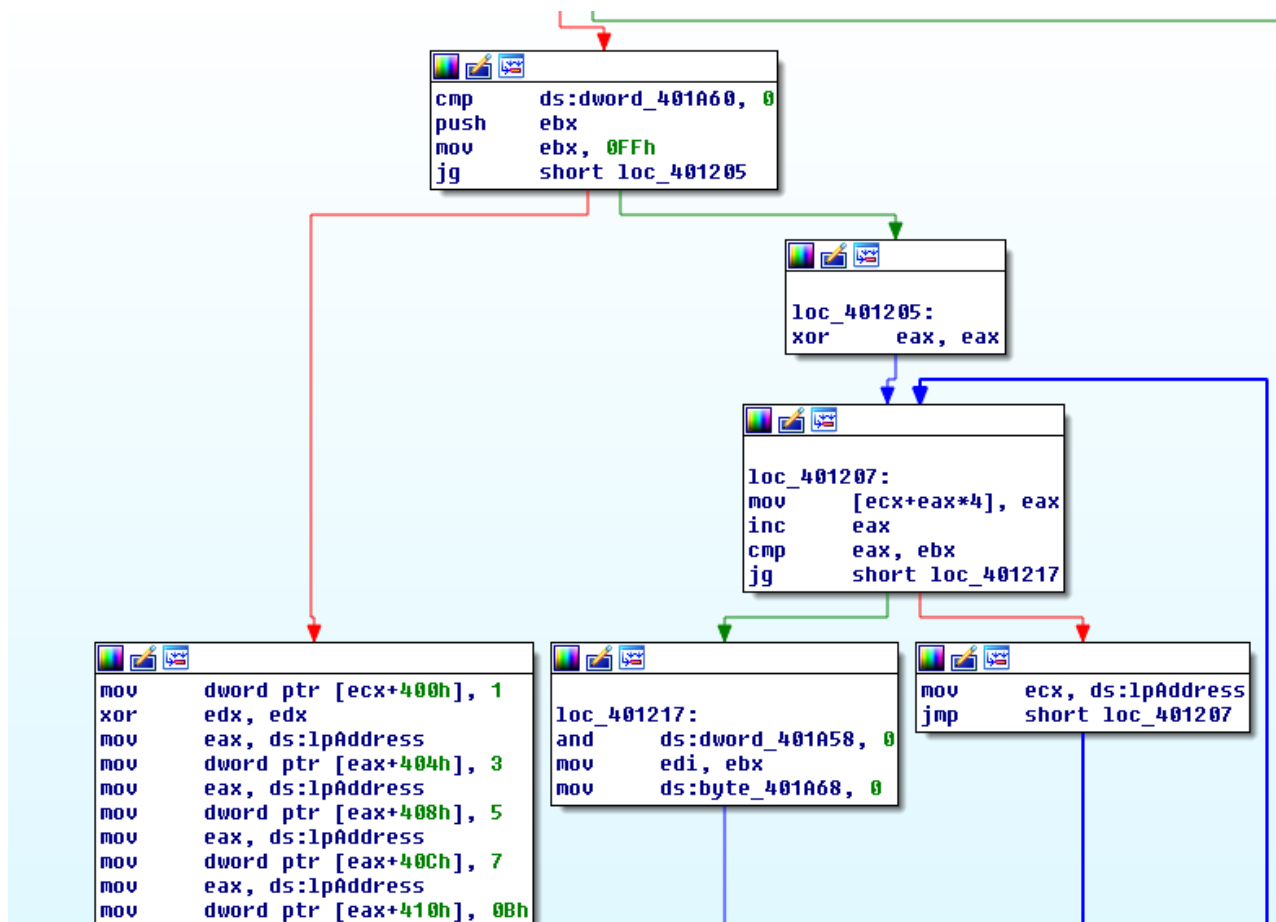 cmp ds:dword_401A60, 0
push ebx
mov ebx, 0FFh
jg short loc_401205
loc_401205:
xor eax, eax
loc_401207:
mov [ecx+eax*4], eax
inc eax
cmp eax, ebx
jg short loc_401217
mov dword ptr [ecx+400h], 1
xor edx, edx
mov eax, ds:lpAddress
mov dword ptr [eax+404h], 3
mov eax, ds:lpAddress
mov dword ptr [eax+408h], 5
mov eax, ds:lpAddress
mov dword ptr [eax+40Ch], 7
mov eax, ds:lpAddress
mov dword ptr [eax+410h], 0Bh
loc_401217:
and ds:dword_401A58, 0
mov edi, ebx
mov ds:byte_401A68, 0
mov ecx, ds:lpAddress
jmp short loc_401207